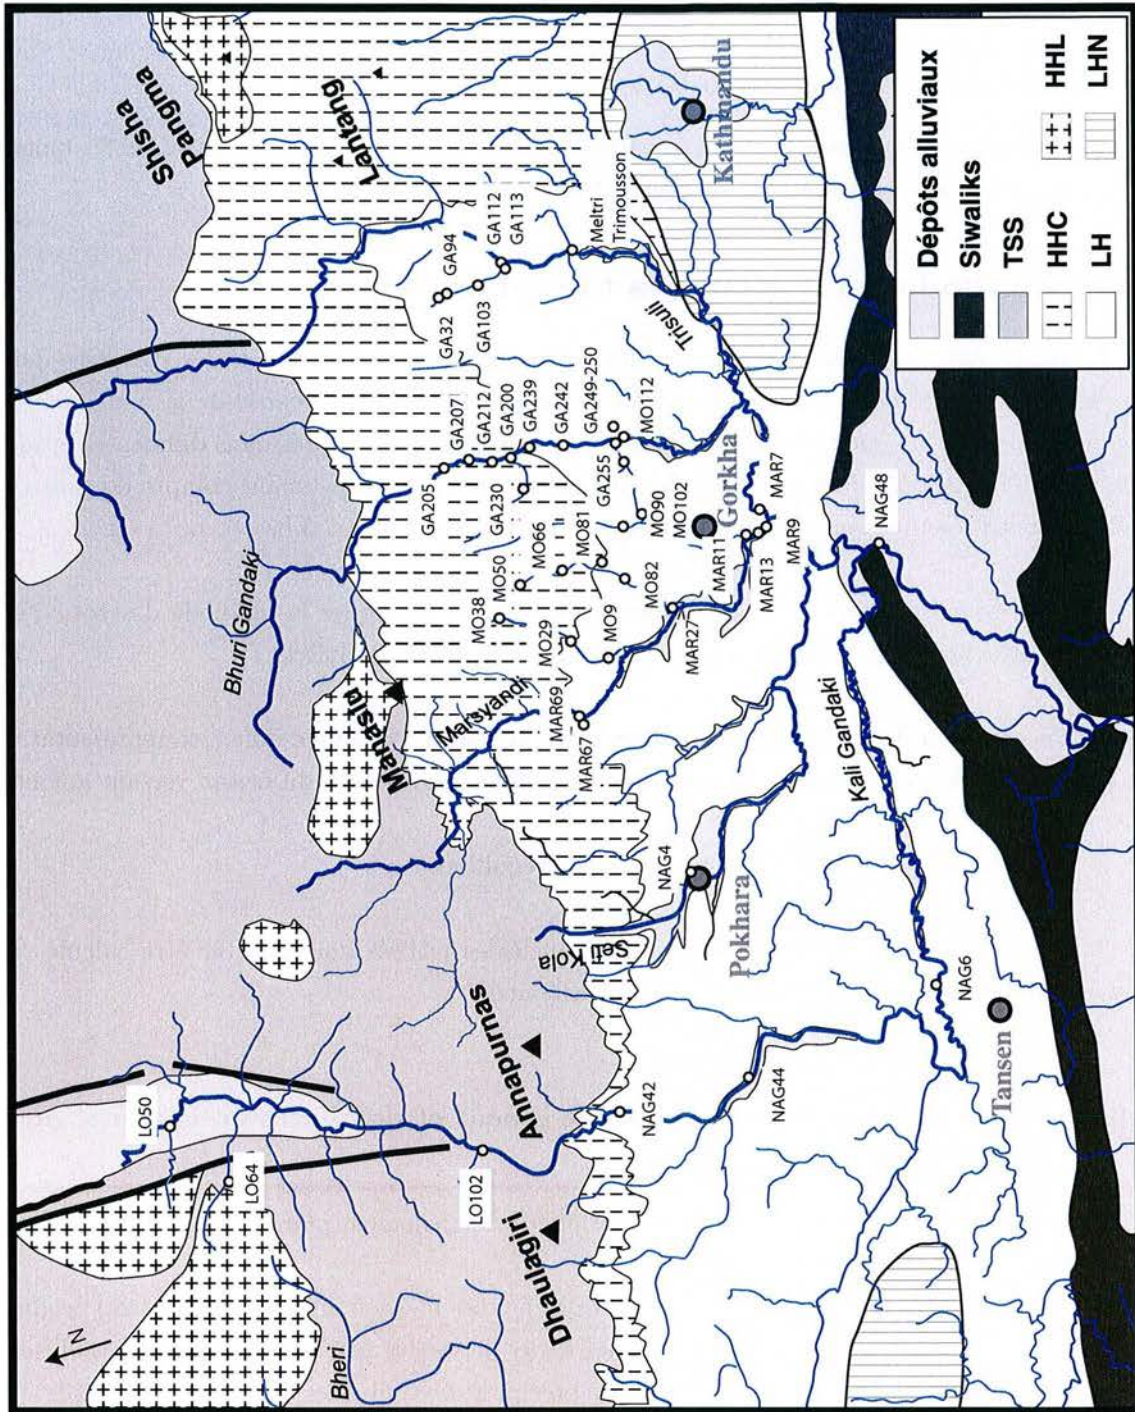 Shisha
Pangma
Lantang
Kathmandu
Meltri
Trimousson
GA112
GA113
GA94
GA32
GA103
Trisuli
Bhuri Gandaki
GA205
GA207
GA212
GA200
GA239
GA242
GA249-250
MO112
GA230
GA255
MO66
MO81
MO90
MO102
Gorkha
MAR7
MO38
MO50
MO82
MAR11
MAR13
MAR9
NAG48
MO29
MO9
MAR27
Manaslu
Marsyandi
MAR69
MAR67
Kali Gandaki
NAG4
Pokhara
Seti Kola
Annapurnas
NAG6
Tansen
LO50
LO64
LO102
NAG42
NAG44
Dhaulagiri
Bheri
N
Dépôts alluviaux
Siwaliks
TSS
HHC
HHL
LH
LHN